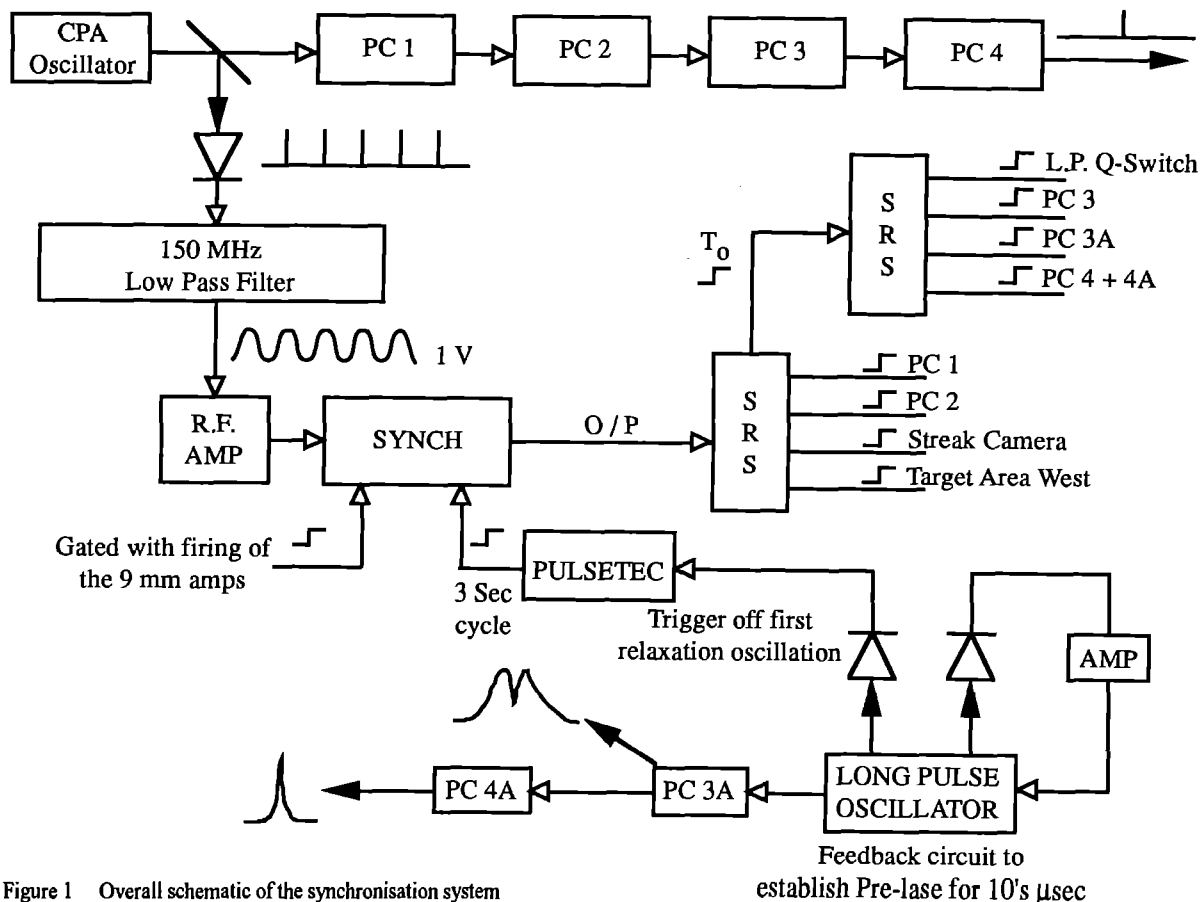 CPA
Oscillator
PC 1
PC 2
PC 3
PC 4
150 MHz
Low Pass Filter
1 V
R.F.
AMP
SYNCH
O / P
S
R
S
PC 1
PC 2
Streak Camera
Target Area West
To
S
R
S
L.P. Q-Switch
PC 3
PC 3A
PC 4 + 4A
Gated with firing of
the 9 mm amps
3 Sec
cycle
PULSETEC
Trigger off first
relaxation oscillation
AMP
PC 4A
PC 3A
LONG PULSE
OSCILLATOR
Feedback circuit to
establish Pre-lase for 10's µsec
Figure 1 Overall schematic of the synchronisation system